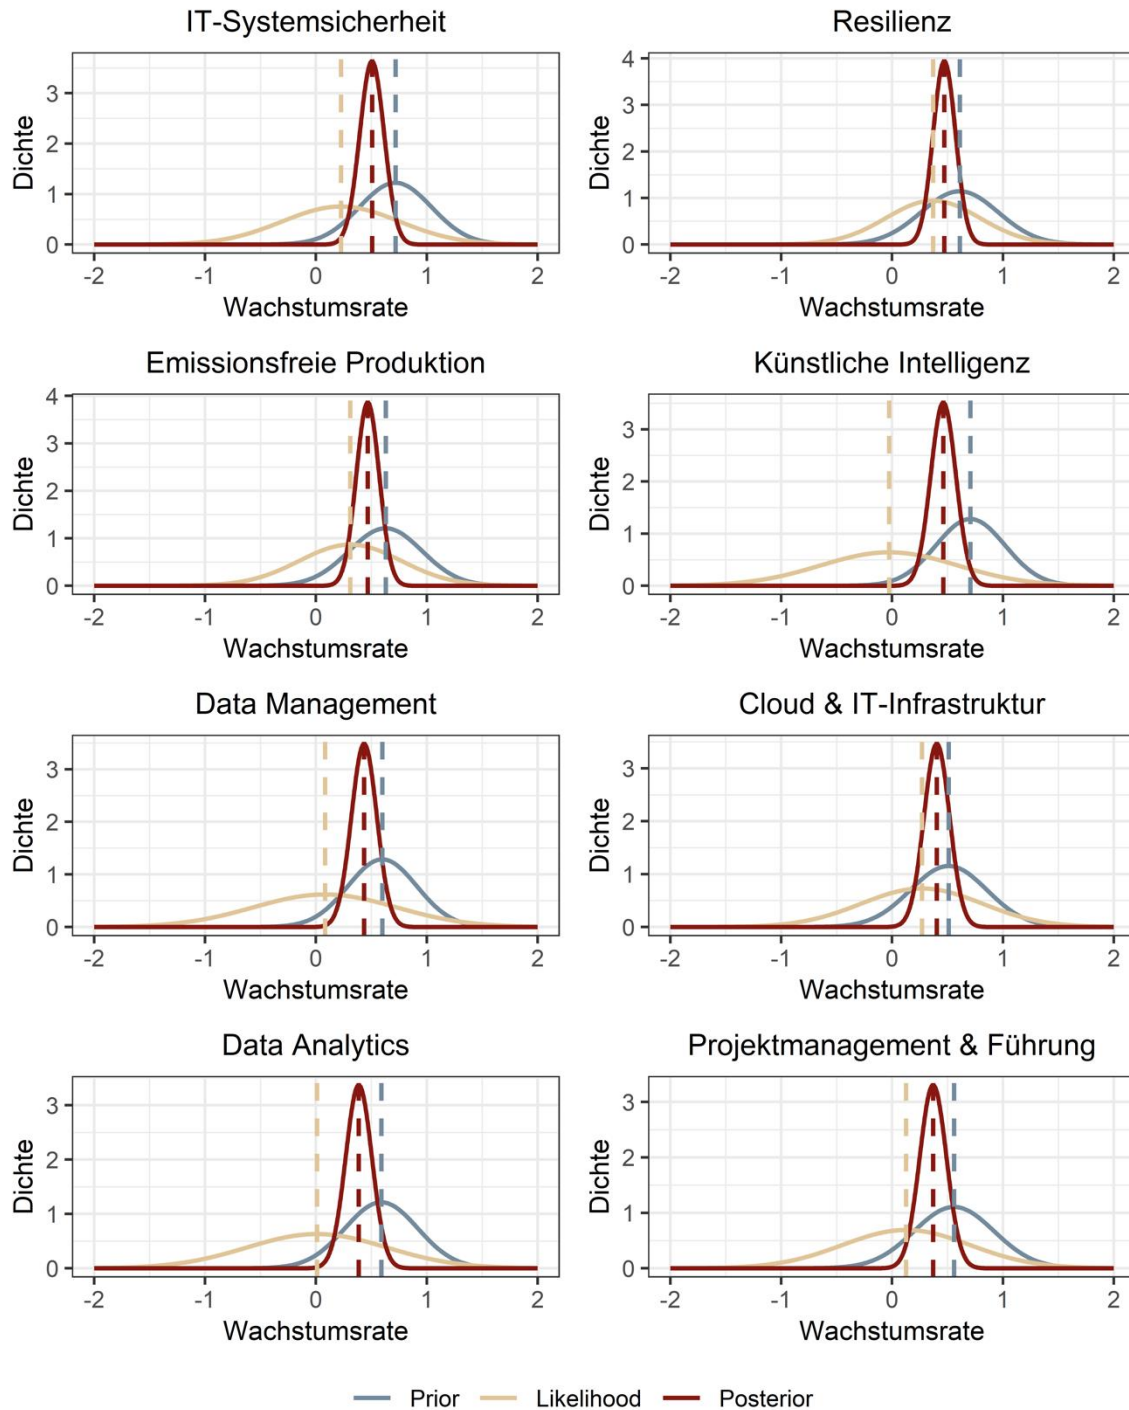 IT-Systemsicherheit
Dichte
3
2
1
0
-2 -1 0 1 2
Wachstumsrate
Resilienz
Dichte
4
3
2
1
0
-2 -1 0 1 2
Wachstumsrate
Emissionsfreie Produktion
Dichte
4
3
2
1
0
-2 -1 0 1 2
Wachstumsrate
Künstliche Intelligenz
Dichte
3
2
1
0
-2 -1 0 1 2
Wachstumsrate
Data Management
Dichte
3
2
1
0
-2 -1 0 1 2
Wachstumsrate
Cloud & IT-Infrastruktur
Dichte
3
2
1
0
-2 -1 0 1 2
Wachstumsrate
Data Analytics
Dichte
3
2
1
0
-2 -1 0 1 2
Wachstumsrate
Projektmanagement & Führung
Dichte
3
2
1
0
-2 -1 0 1 2
Wachstumsrate
Prior Likelihood Posterior